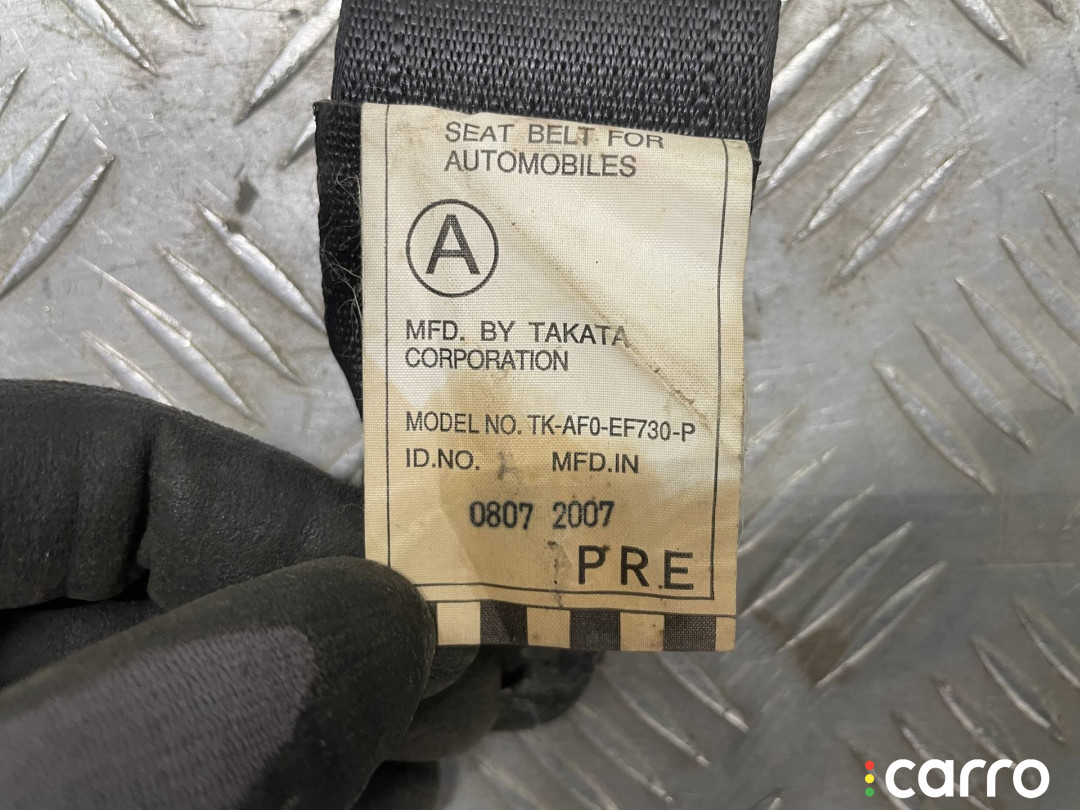 SEAT BELT FOR
AUTOMOBILES
A
MFD. BY TAKATA
CORPORATION
MODEL NO. TK-AF0-EF730-P
ID.NO. A MFD.IN
0807 2007
PRE
carro